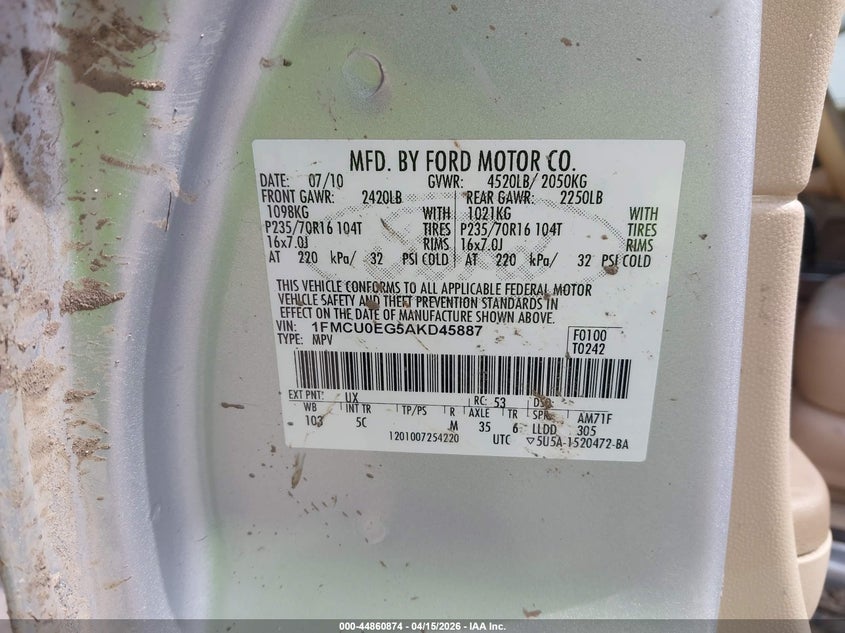 MFD. BY FORD MOTOR CO.
DATE: 07/10 GVWR: 4520LB/ 2050KG
FRONT GAWR: 2420LB REAR GAWR: 2250LB
1098KG WITH 1021KG WITH
P235/70R16 104T TIRES P235/70R16 104T TIRES
16x7.0J RIMS 16x7.0J RIMS
AT 220 kPa/ 32 PSI COLD AT 220 kPa/ 32 PSI COLD
THIS VEHICLE CONFORMS TO ALL APPLICABLE FEDERAL MOTOR
VEHICLE SAFETY AND THEFT PREVENTION STANDARDS IN
EFFECT ON THE DATE OF MANUFACTURE SHOWN ABOVE.
VIN: 1FMCU0EG5AKD45887 F0100
TYPE: MPV T0242
EXT PNT: UX RC: 53 DSO:
WB INT TR TP/PS R AXLE TR SPR AM71F
103 5C M 35 6 LLDD 305
1201007254220 UTC ▽5U5A-1520472-BA
000-44860874 - 04/15/2026 - IAA Inc.